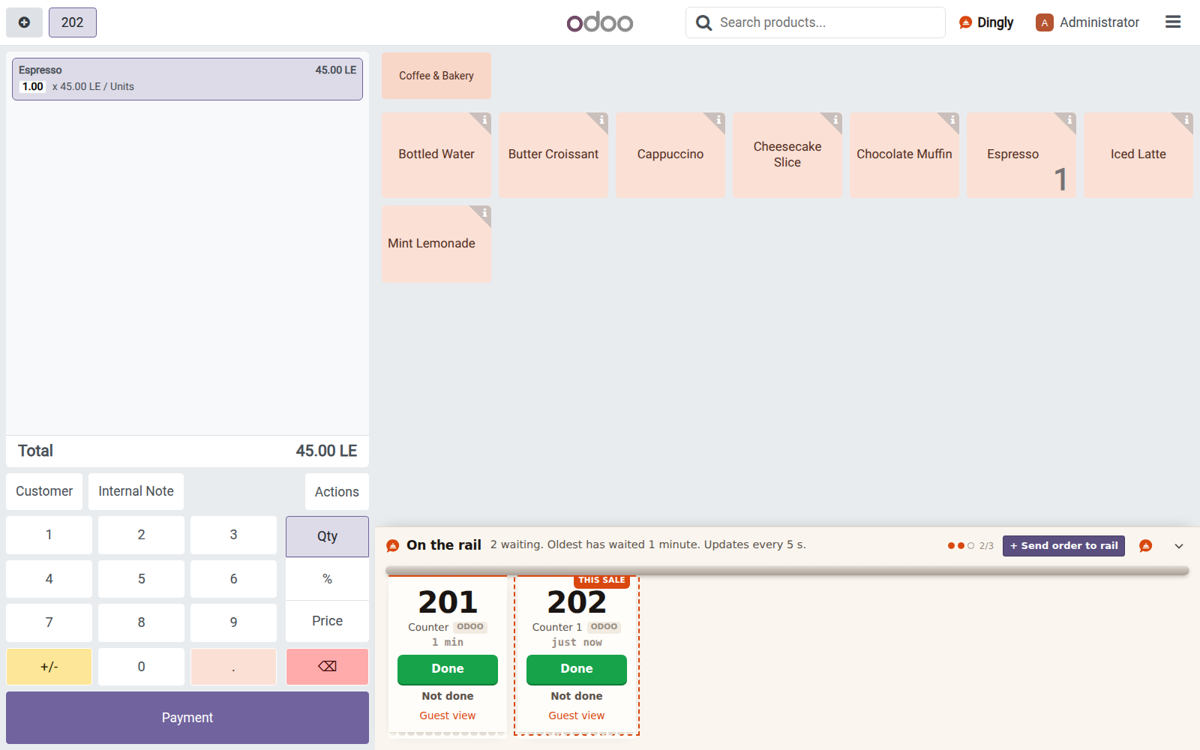 202
odoo
Search products...
Dingly
A
Administrator
Espresso
45.00 LE
1.00 x 45.00 LE / Units
Coffee & Bakery
Bottled Water
Butter Croissant
Cappuccino
Cheesecake
Slice
Chocolate Muffin
Espresso
1
Iced Latte
Mint Lemonade
Total
45.00 LE
Customer
Internal Note
Actions
1
2
3
Qty
4
5
6
%
7
8
9
Price
+/-
0
.
Payment
On the rail
2 waiting. Oldest has waited 1 minute. Updates every 5 s.
2/3
+ Send order to rail
201
Counter ODOO
1 min
Done
Not done
Guest view
THIS SALE
202
Counter 1 ODOO
just now
Done
Not done
Guest view